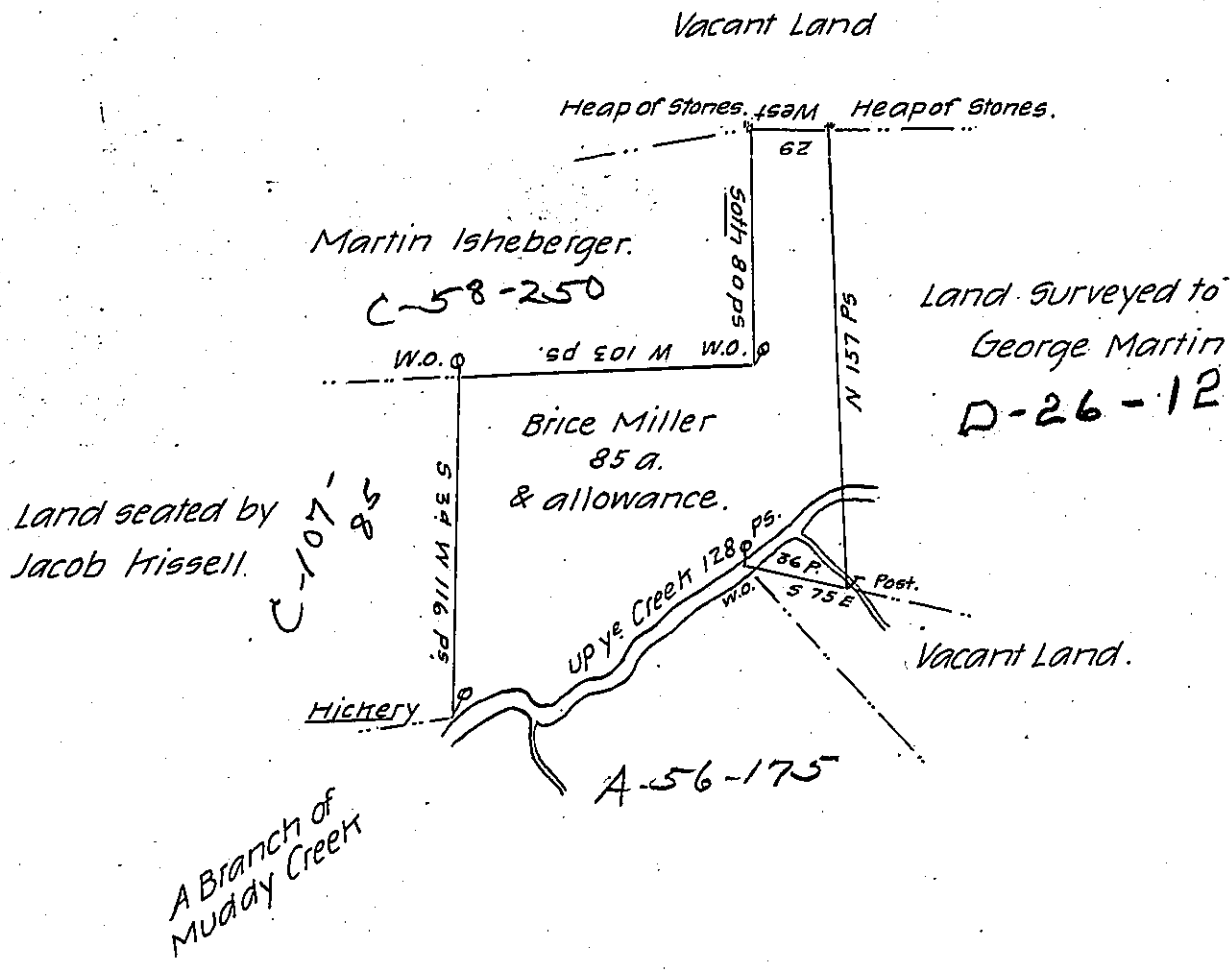 Vacant Land
Heap of Stones. West Heap of Stones.
29
Soth 80 ps
Martin Isheberger.
C-58-250
N 157 Ps
Land Surveyed to
George Martin
D-26-12
W.O. W 103 ps. W.O.
Brice Miller
85 a.
& allowance.
S 34 W 116 ps.
Land seated by
Jacob Kissell.
C-107-
85
up ye Creek 128 ps.
36 P.
S 75 E
W.O.
Post.
Vacant Land.
Hickery
A-56-175
A Branch of
Muddy Creek